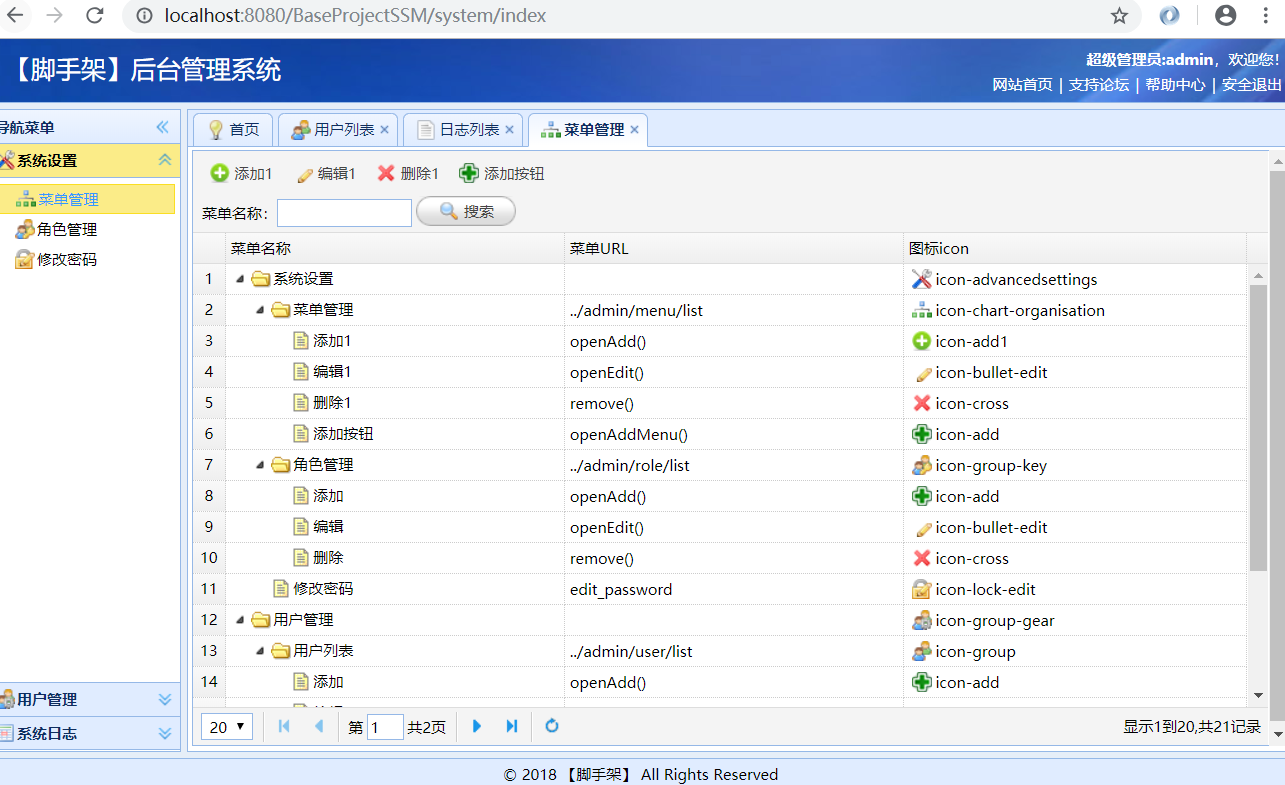 localhost:8080/BaseProjectSSM/system/index
【脚手架】后台管理系统
超级管理员:admin，欢迎您!
网站首页 | 支持论坛 | 帮助中心 | 安全退出
导航菜单
首页 用户列表 日志列表 菜单管理
系统设置
菜单管理
角色管理
修改密码
用户管理
系统日志
添加1 编辑1 删除1 添加按钮
菜单名称: 搜索
菜单名称 菜单URL 图标icon
1 系统设置 icon-advancedsettings
2 菜单管理 ../admin/menu/list icon-chart-organisation
3 添加1 openAdd() icon-add1
4 编辑1 openEdit() icon-bullet-edit
5 删除1 remove() icon-cross
6 添加按钮 openAddMenu() icon-add
7 角色管理 ../admin/role/list icon-group-key
8 添加 openAdd() icon-add
9 编辑 openEdit() icon-bullet-edit
10 删除 remove() icon-cross
11 修改密码 edit_password icon-lock-edit
12 用户管理 icon-group-gear
13 用户列表 ../admin/user/list icon-group
14 添加 openAdd() icon-add
20 第 1 共2页 显示1到20,共21记录
© 2018 【脚手架】 All Rights Reserved